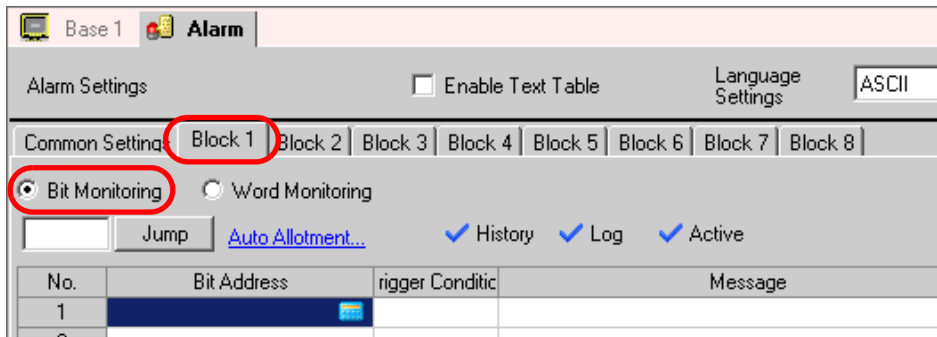 Base 1 Alarm
Alarm Settings Enable Text Table Language Settings ASCII
Common Settings Block 1 Block 2 Block 3 Block 4 Block 5 Block 6 Block 7 Block 8
Bit Monitoring Word Monitoring
Jump Auto Allotment... History Log Active
No. Bit Address rigger Conditic Message
1